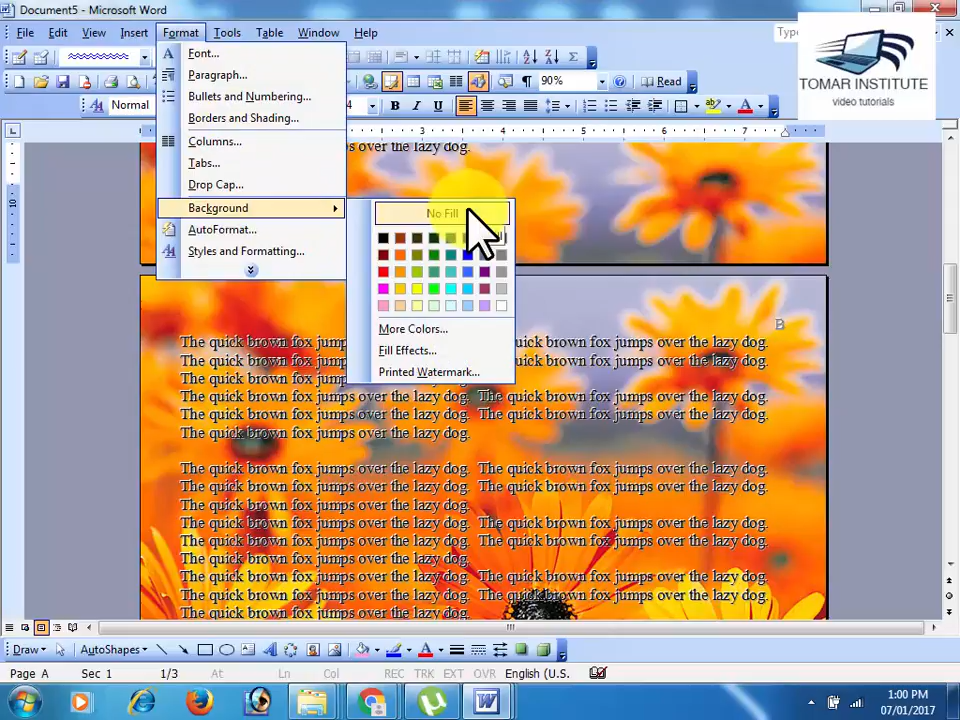 Document5 - Microsoft Word
File Edit View Insert Format Tools Table Window Help
TOMAR INSTITUTE
video tutorials
90%
Read
Normal
Font...
Paragraph...
Bullets and Numbering...
Borders and Shading...
Columns...
Tabs...
Drop Cap...
Background
AutoFormat...
Styles and Formatting...
No Fill
More Colors...
Fill Effects...
Printed Watermark...
jumps over the lazy dog.
B
The quick brown fox jumps over the lazy dog.
The quick brown fox jumps over the lazy dog.
The quick brown fox jumps over the lazy dog. The quick brown fox jumps over the lazy dog.
The quick brown fox jumps over the lazy dog. The quick brown fox jumps over the lazy dog.
The quick brown fox jumps over the lazy dog.
The quick brown fox jumps over the lazy dog. The quick brown fox jumps over the lazy dog.
The quick brown fox jumps over the lazy dog. The quick brown fox jumps over the lazy dog.
The quick brown fox jumps over the lazy dog.
The quick brown fox jumps over the lazy dog. The quick brown fox jumps over the lazy dog.
The quick brown fox jumps over the lazy dog. The quick brown fox jumps over the lazy dog.
The quick brown fox jumps over the lazy dog.
The quick brown fox jumps over the lazy dog. The quick brown fox jumps over the lazy dog.
The quick brown fox jumps over the lazy dog. The quick brown fox jumps over the lazy dog.
The quick brown fox jumps over the lazy dog.
Draw AutoShapes
Page A Sec 1 1/3 At Ln Col REC TRK EXT OVR English (U.S.
1:00 PM
07/01/2017